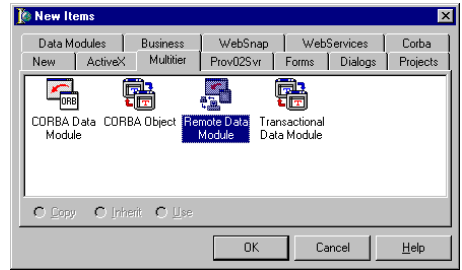 New Items
Data Modules Business WebSnap WebServices Corba
New ActiveX Multitier Prov02Svr Forms Dialogs Projects
ORB
CORBA Data Module
CORBA Object
Remote Data Module
Transactional Data Module
Copy Inherit Use
OK Cancel Help